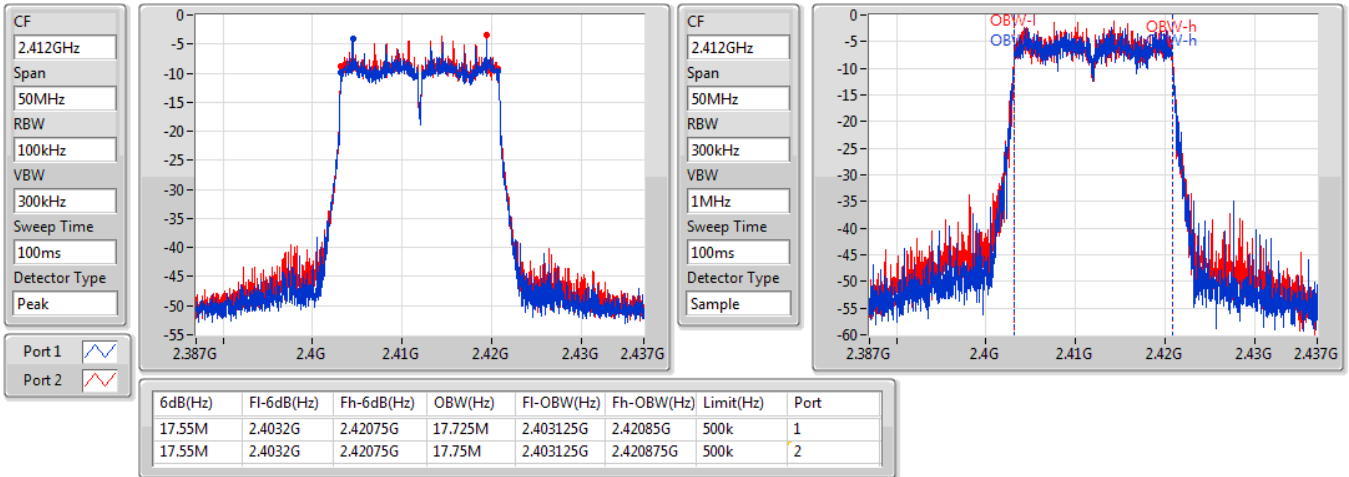 CF
2.412GHz
Span
50MHz
RBW
100kHz
VBW
300kHz
Sweep Time
100ms
Detector Type
Peak
Port 1
Port 2
0
-5
-10
-15
-20
-25
-30
-35
-40
-45
-50
-55
2.387G 2.4G 2.41G 2.42G 2.43G 2.437G
CF
2.412GHz
Span
50MHz
RBW
300kHz
VBW
1MHz
Sweep Time
100ms
Detector Type
Sample
0
-5
-10
-15
-20
-25
-30
-35
-40
-45
-50
-55
-60
OBW-l OBW-h
OBW-h
2.387G 2.4G 2.41G 2.42G 2.43G 2.437G
6dB(Hz) Fl-6dB(Hz) Fh-6dB(Hz) OBW(Hz) Fl-OBW(Hz) Fh-OBW(Hz) Limit(Hz) Port
17.55M 2.4032G 2.42075G 17.725M 2.403125G 2.42085G 500k 1
17.55M 2.4032G 2.42075G 17.75M 2.403125G 2.420875G 500k 2